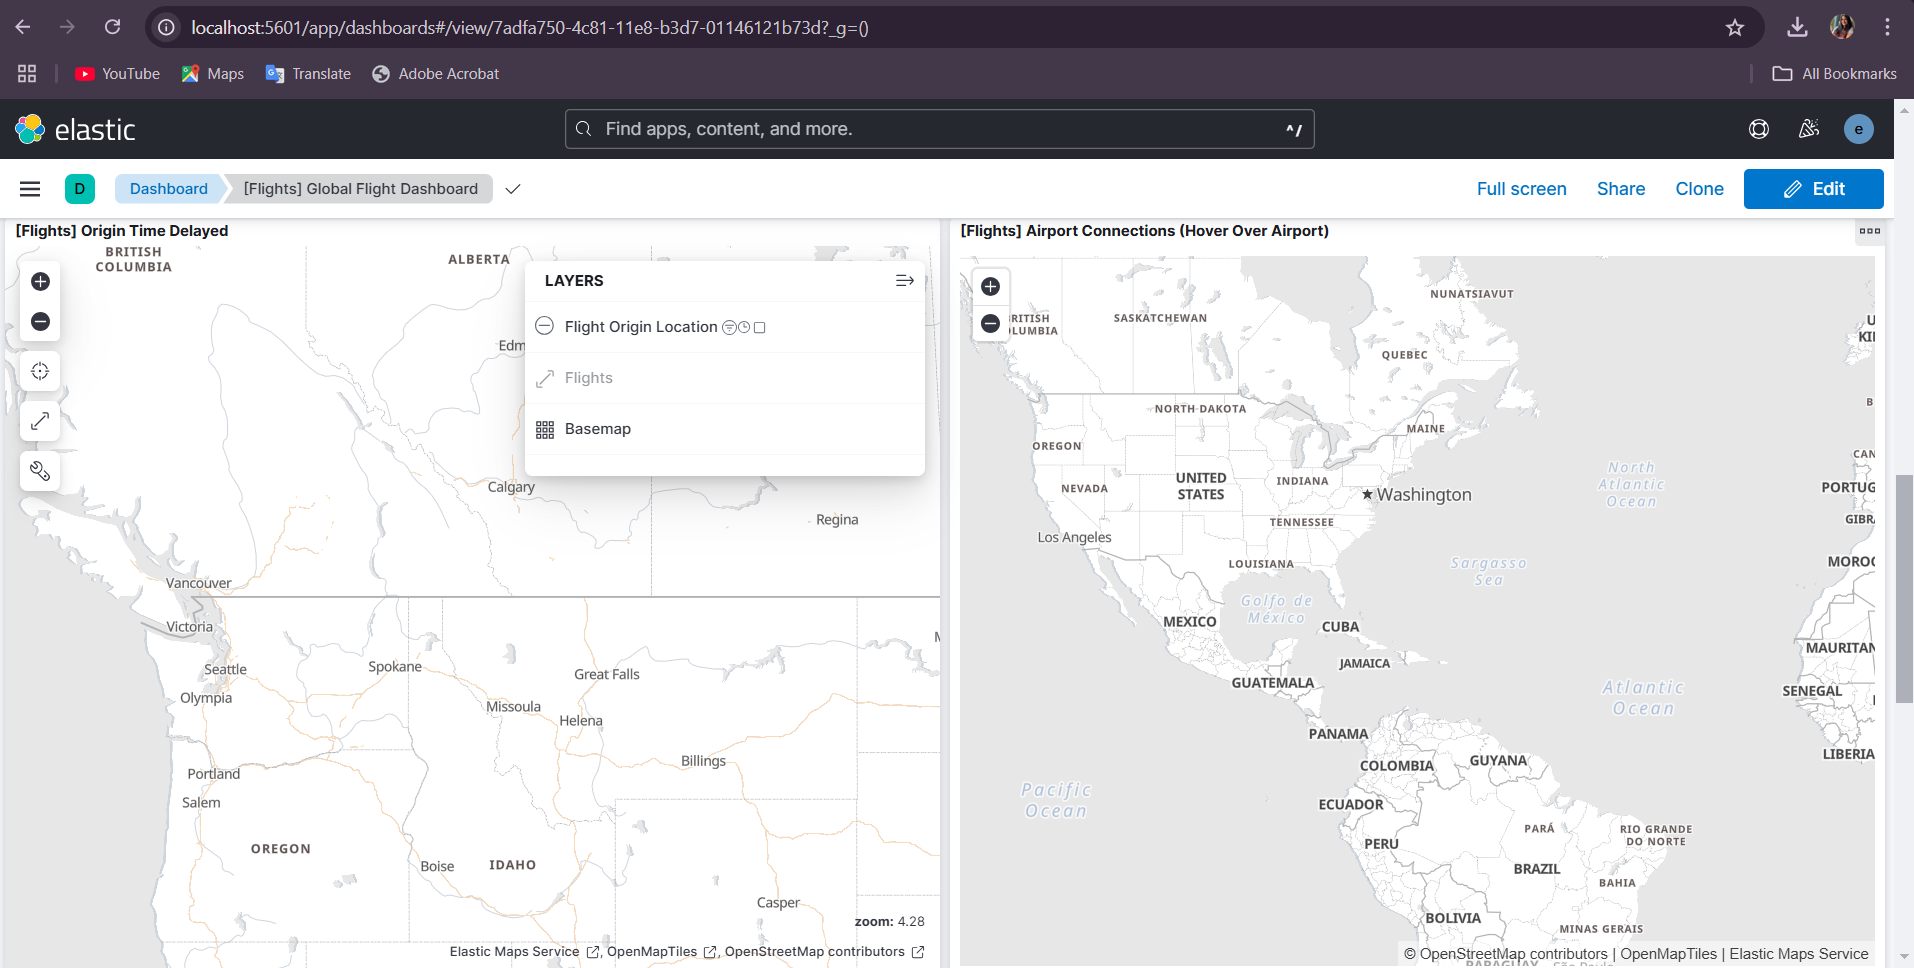 localhost:5601/app/dashboards#/view/7adfa750-4c81-11e8-b3d7-01146121b73d?_g=()
YouTube
Maps
Translate
Adobe Acrobat
All Bookmarks
elastic
Find apps, content, and more.
^/
e
D
Dashboard
[Flights] Global Flight Dashboard
Full screen
Share
Clone
Edit
[Flights] Origin Time Delayed
BRITISH
COLUMBIA
ALBERTA
LAYERS
Flight Origin Location
Edm
Flights
Basemap
Calgary
Regina
Vancouver
Victoria
Seattle
Spokane
Great Falls
Olympia
Missoula
Helena
Billings
Portland
Salem
OREGON
Boise
IDAHO
Casper
zoom: 4.28
Elastic Maps Service , OpenMapTiles , OpenStreetMap contributors
[Flights] Airport Connections (Hover Over Airport)
NUNATSIAVUT
RITISH
LUMBIA
SASKATCHEWAN
U
KI
QUEBEC
B
NORTH DAKOTA
MAINE
OREGON
CAN
North
Atlantic
Ocean
UNITED
STATES
NEVADA
INDIANA
Washington
PORTUG
GIBRA
TENNESSEE
Los Angeles
LOUISIANA
Sargasso
Sea
MOROC
Golfo de
México
MEXICO
CUBA
JAMAICA
MAURITAN
GUATEMALA
Atlantic
Ocean
SENEGAL
PANAMA
LIBERIA
COLOMBIA
GUYANA
Pacific
Ocean
ECUADOR
PARÁ
RIO GRANDE
DO NORTE
PERU
BRAZIL
BAHIA
BOLIVIA
MINAS GERAIS
© OpenStreetMap contributors | OpenMapTiles | Elastic Maps Service